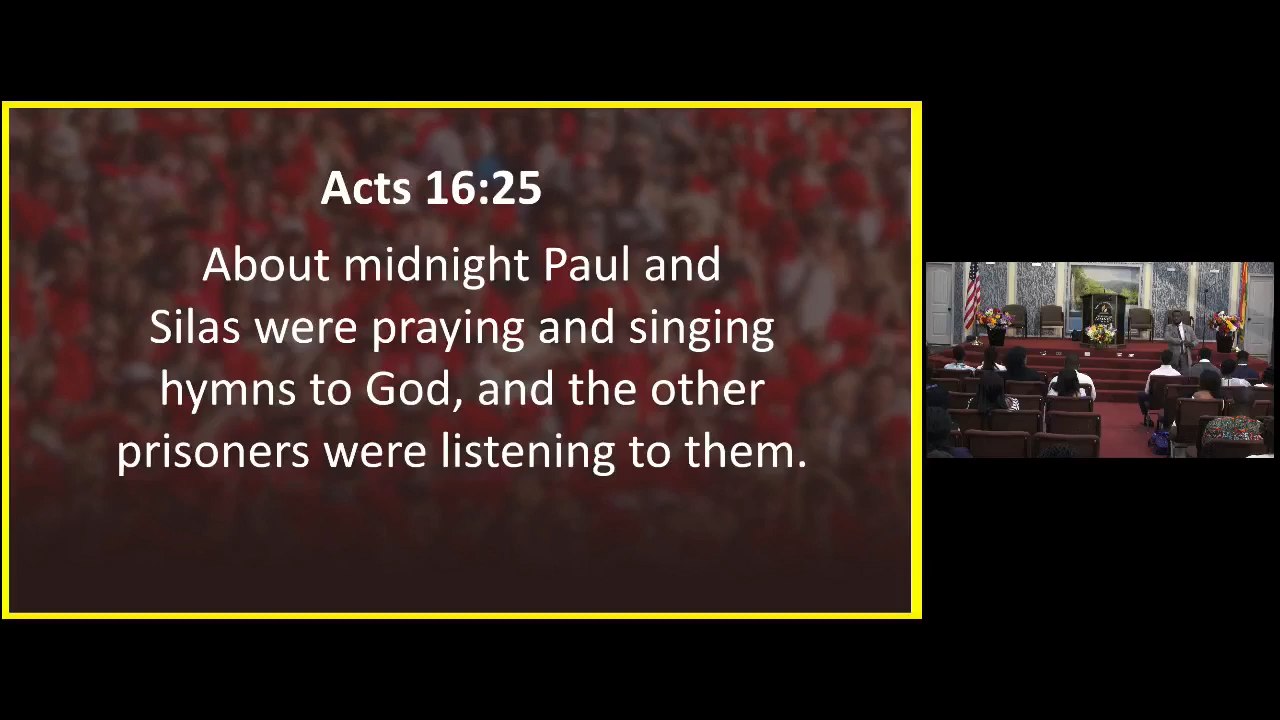 Acts 16:25
About midnight Paul and
Silas were praying and singing
hymns to God, and the other
prisoners were listening to them.